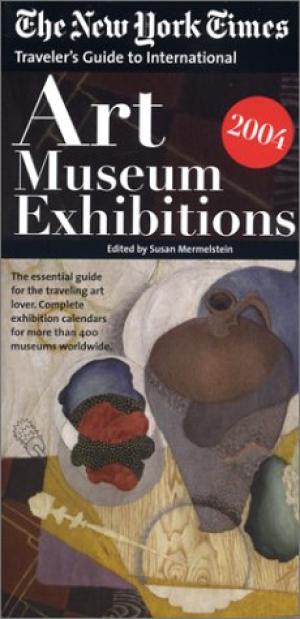 The New York Times
Traveler's Guide to International
Art
2004
Museum
Exhibitions
Edited by Susan Mermelstein
The essential guide
for the traveling art
lover. Complete
exhibition calendars
for more than 400
museums worldwide.